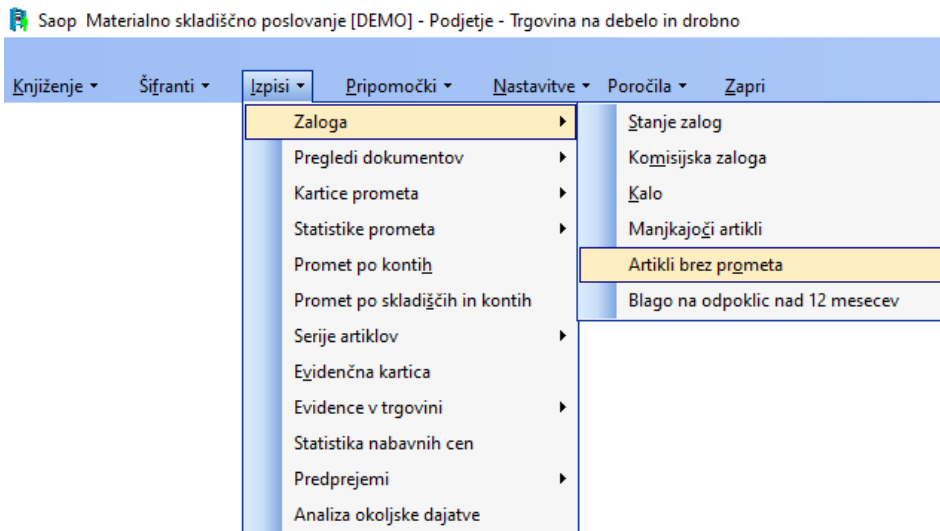 Saop Materialno skladiščno poslovanje [DEMO] - Podjetje - Trgovina na debelo in drobno
Knjiženje Šifranti Izpisi Pripomočki Nastavitve Poročila Zapri
Zaloga
Pregledi dokumentov
Kartice prometa
Statistike prometa
Promet po kontih
Promet po skladiščih in kontih
Serije artiklov
Evidenčna kartica
Evidence v trgovini
Statistika nabavnih cen
Predprejemi
Analiza okoljske dajatve
Stanje zalog
Komisijska zaloga
Kalo
Manjkajoči artikli
Artikli brez prometa
Blago na odpoklic nad 12 mesecev